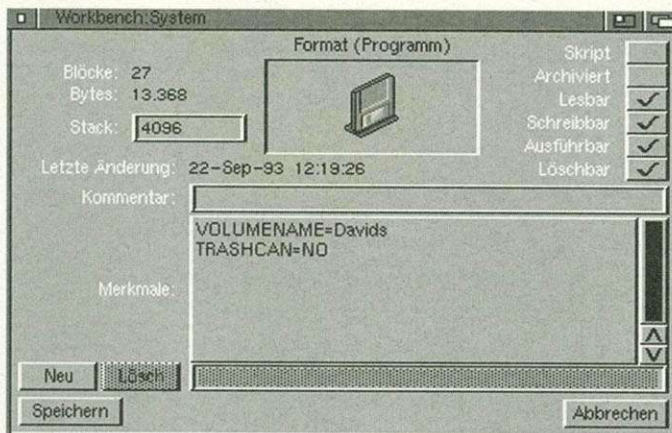 Workbench:System
Format (Programm)
Blöcke: 27
Bytes: 13.368
Stack: 4096
Skript
Archiviert
Lesbar
Schreibbar
Ausführbar
Löschbar
Letzte Änderung: 22-Sep-93 12:19:26
Kommentar:
Merkmale:
VOLUMENAME=Davids
TRASHCAN=NO
Neu
Lösch
Speichern
Abbrechen